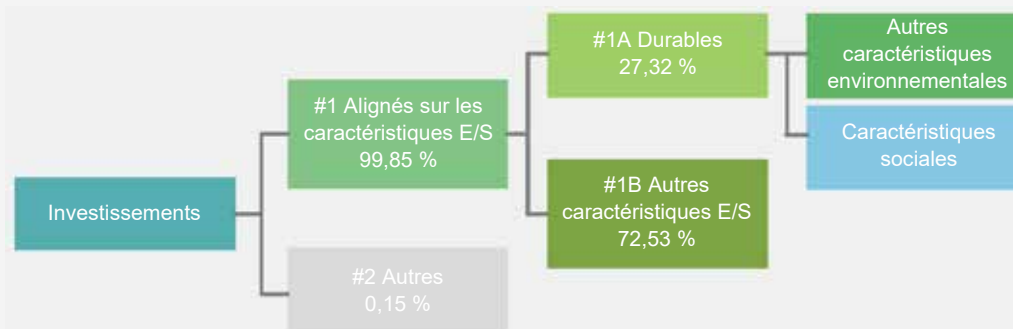 Investissements
#1 Alignés sur les
caractéristiques E/S
99,85 %
#2 Autres
0,15 %
#1A Durables
27,32 %
#1B Autres
caractéristiques E/S
72,53 %
Autres
caractéristiques
environnementales
Caractéristiques
sociales